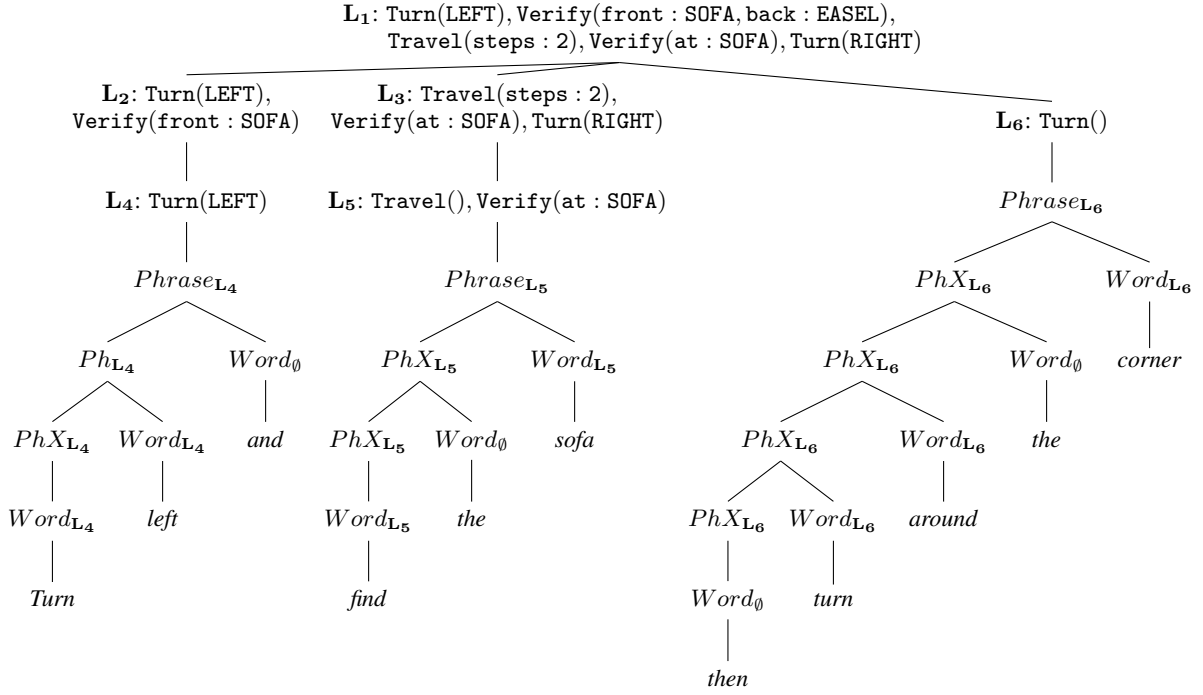 L1: Turn(LEFT), Verify(front : SOFA, back : EASEL),
Travel(steps : 2), Verify(at : SOFA), Turn(RIGHT)
L2: Turn(LEFT),
Verify(front : SOFA)
L3: Travel(steps : 2),
Verify(at : SOFA), Turn(RIGHT)
L6: Turn()
L4: Turn(LEFT)
L5: Travel(), Verify(at : SOFA)
PhraseL6
PhraseL4
PhraseL5
PhXL6
WordL6
PhL4
Word∅
PhXL5
WordL5
PhXL6
Word∅
corner
PhXL4
WordL4
and
PhXL5
Word∅
sofa
PhXL6
WordL6
the
WordL4
left
WordL5
the
PhXL6
WordL6
around
Turn
find
Word∅
turn
then